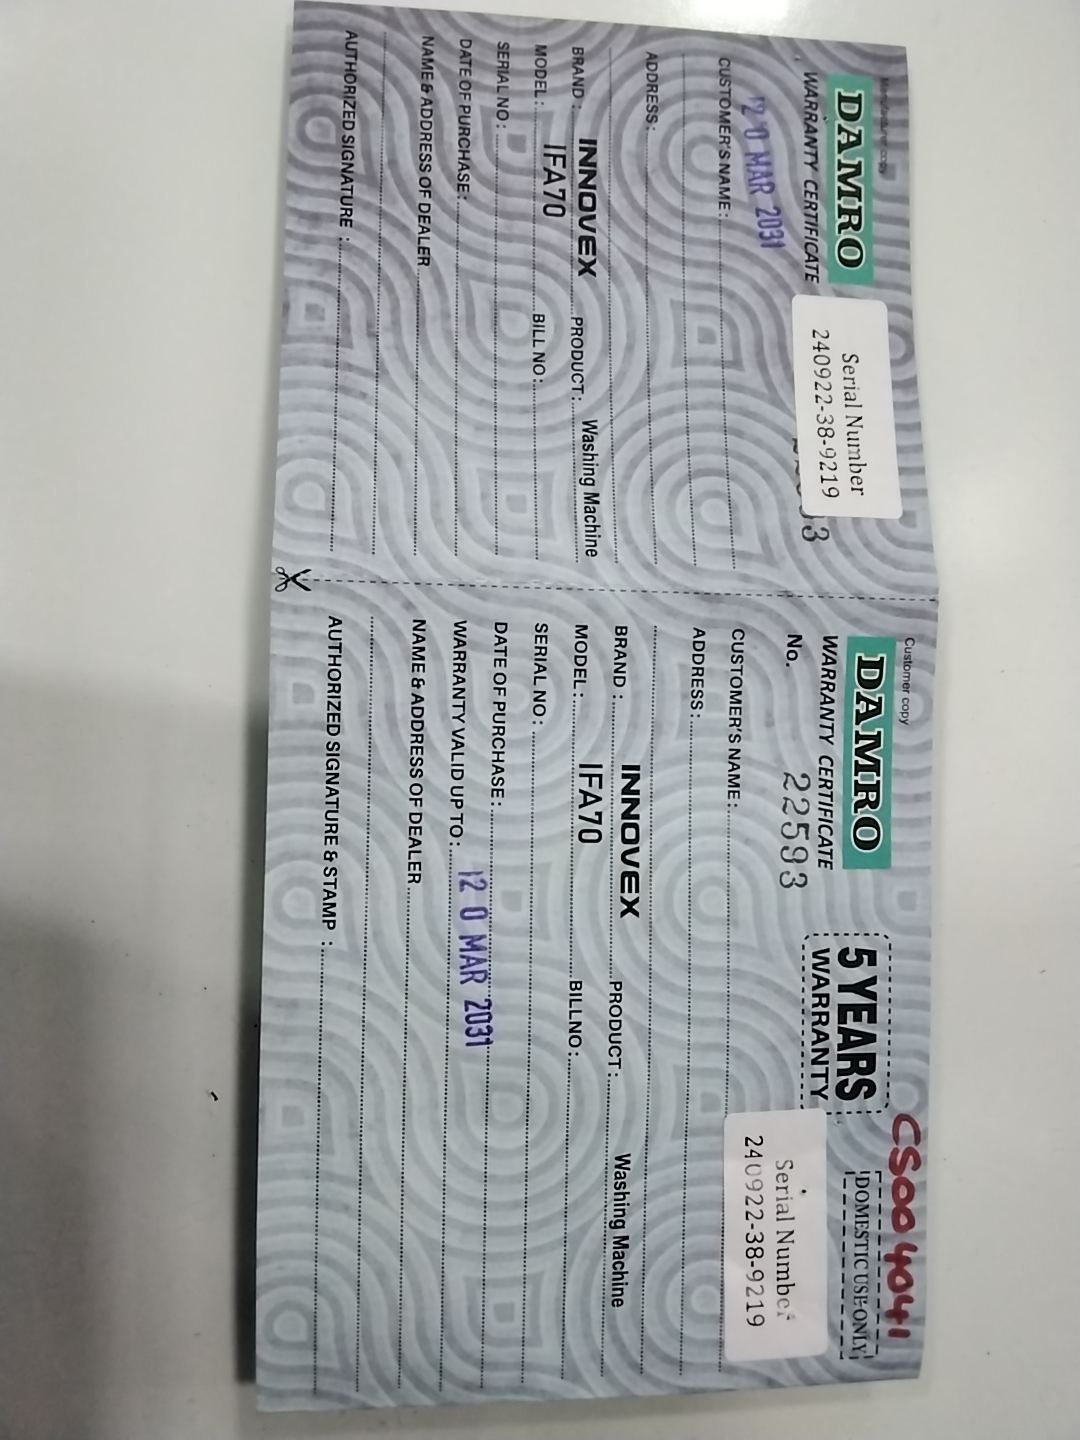 Manufacturer copy
DAMRO
WARRANTY CERTIFICATE
Serial Number
240922-38-9219
20 MAR 2031
CUSTOMER'S NAME :
ADDRESS:
BRAND : INNOVEX PRODUCT : Washing Machine
MODEL : IFA70 BILL NO :
SERIAL NO :
DATE OF PURCHASE :
NAME & ADDRESS OF DEALER
AUTHORIZED SIGNATURE :
Customer copy
CS004041
DAMRO
WARRANTY CERTIFICATE
No. 22593
5 YEARS
WARRANTY
DOMESTIC USE ONLY
Serial Number
240922-38-9219
CUSTOMER'S NAME :
ADDRESS:
BRAND : INNOVEX PRODUCT : Washing Machine
MODEL : IFA70 BILL NO :
SERIAL NO :
DATE OF PURCHASE :
WARRANTY VALID UP TO : 20 MAR 2031
NAME & ADDRESS OF DEALER
AUTHORIZED SIGNATURE & STAMP :